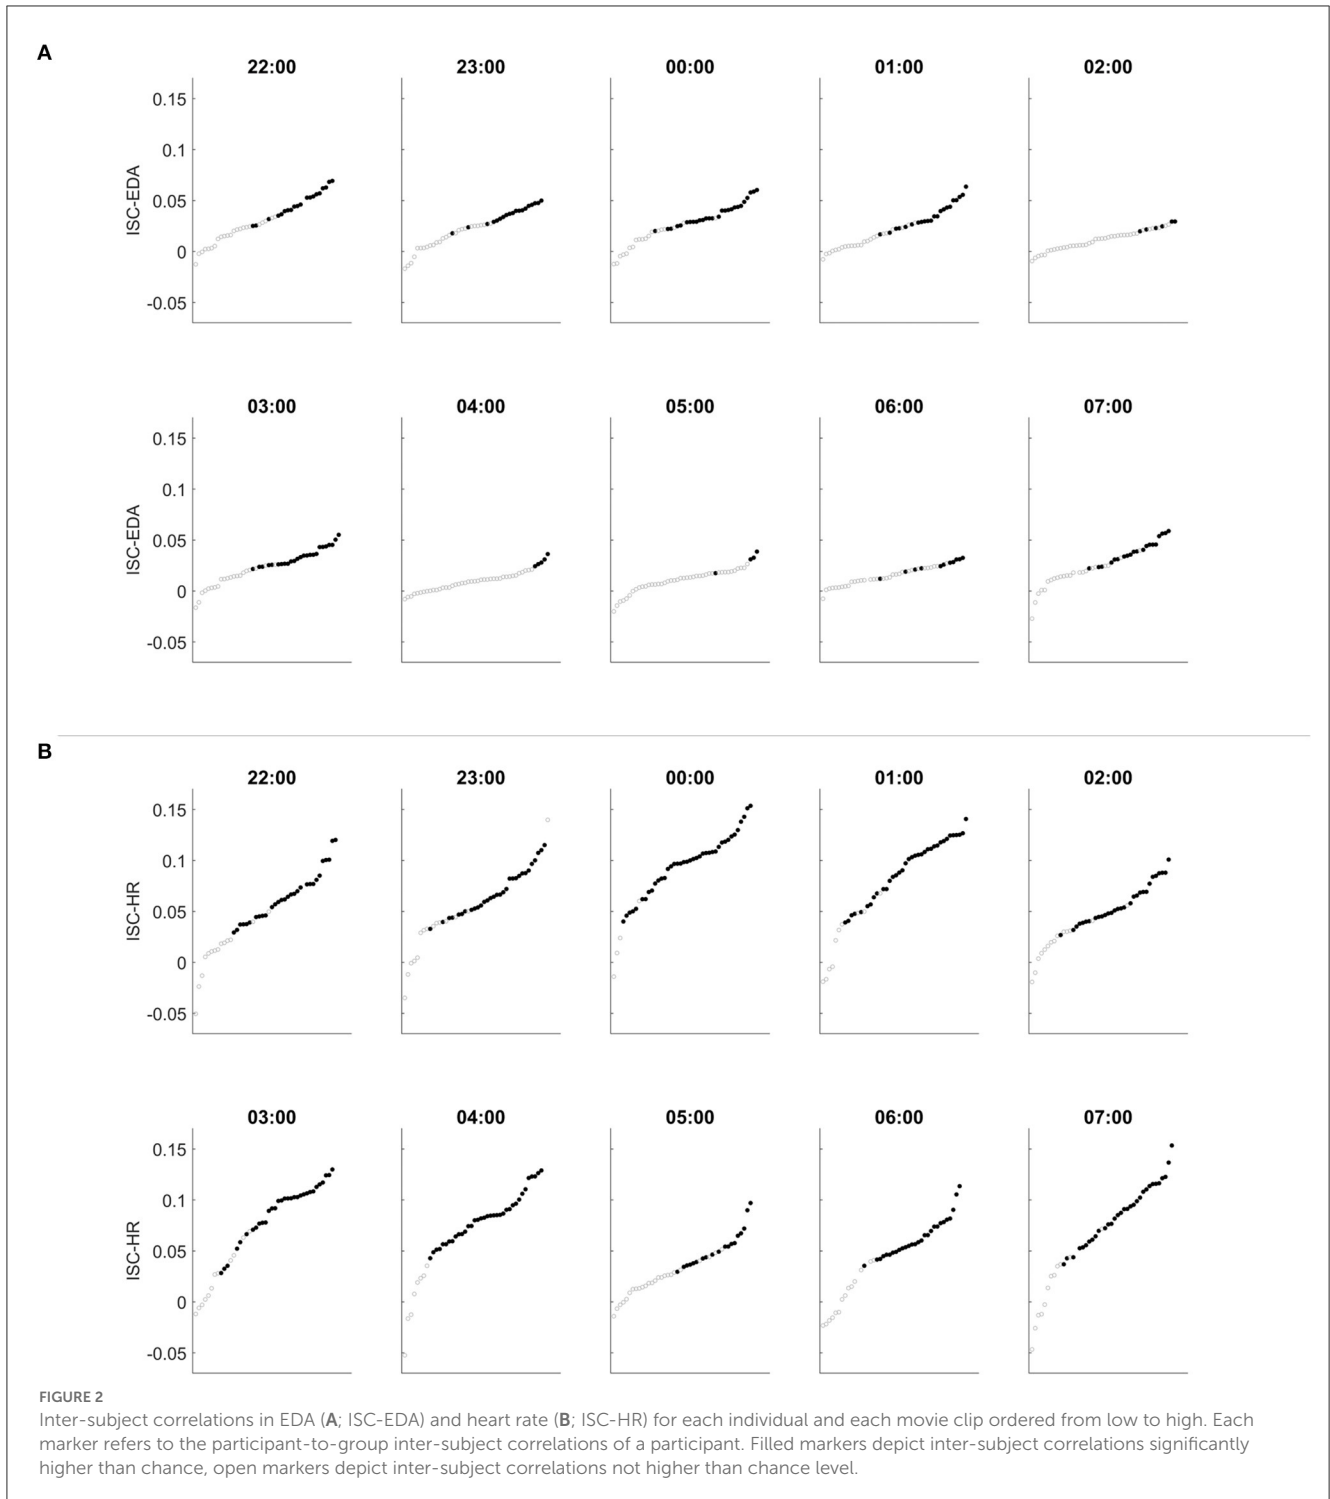 A
22:00 23:00 00:00 01:00 02:00
0.15
0.1
0.05
0
-0.05
ISC-EDA
03:00 04:00 05:00 06:00 07:00
0.15
0.1
0.05
0
-0.05
ISC-EDA
B
22:00 23:00 00:00 01:00 02:00
0.15
0.1
0.05
0
-0.05
ISC-HR
03:00 04:00 05:00 06:00 07:00
0.15
0.1
0.05
0
-0.05
ISC-HR
FIGURE 2
Inter-subject correlations in EDA (A; ISC-EDA) and heart rate (B; ISC-HR) for each individual and each movie clip ordered from low to high. Each
marker refers to the participant-to-group inter-subject correlations of a participant. Filled markers depict inter-subject correlations significantly
higher than chance, open markers depict inter-subject correlations not higher than chance level.